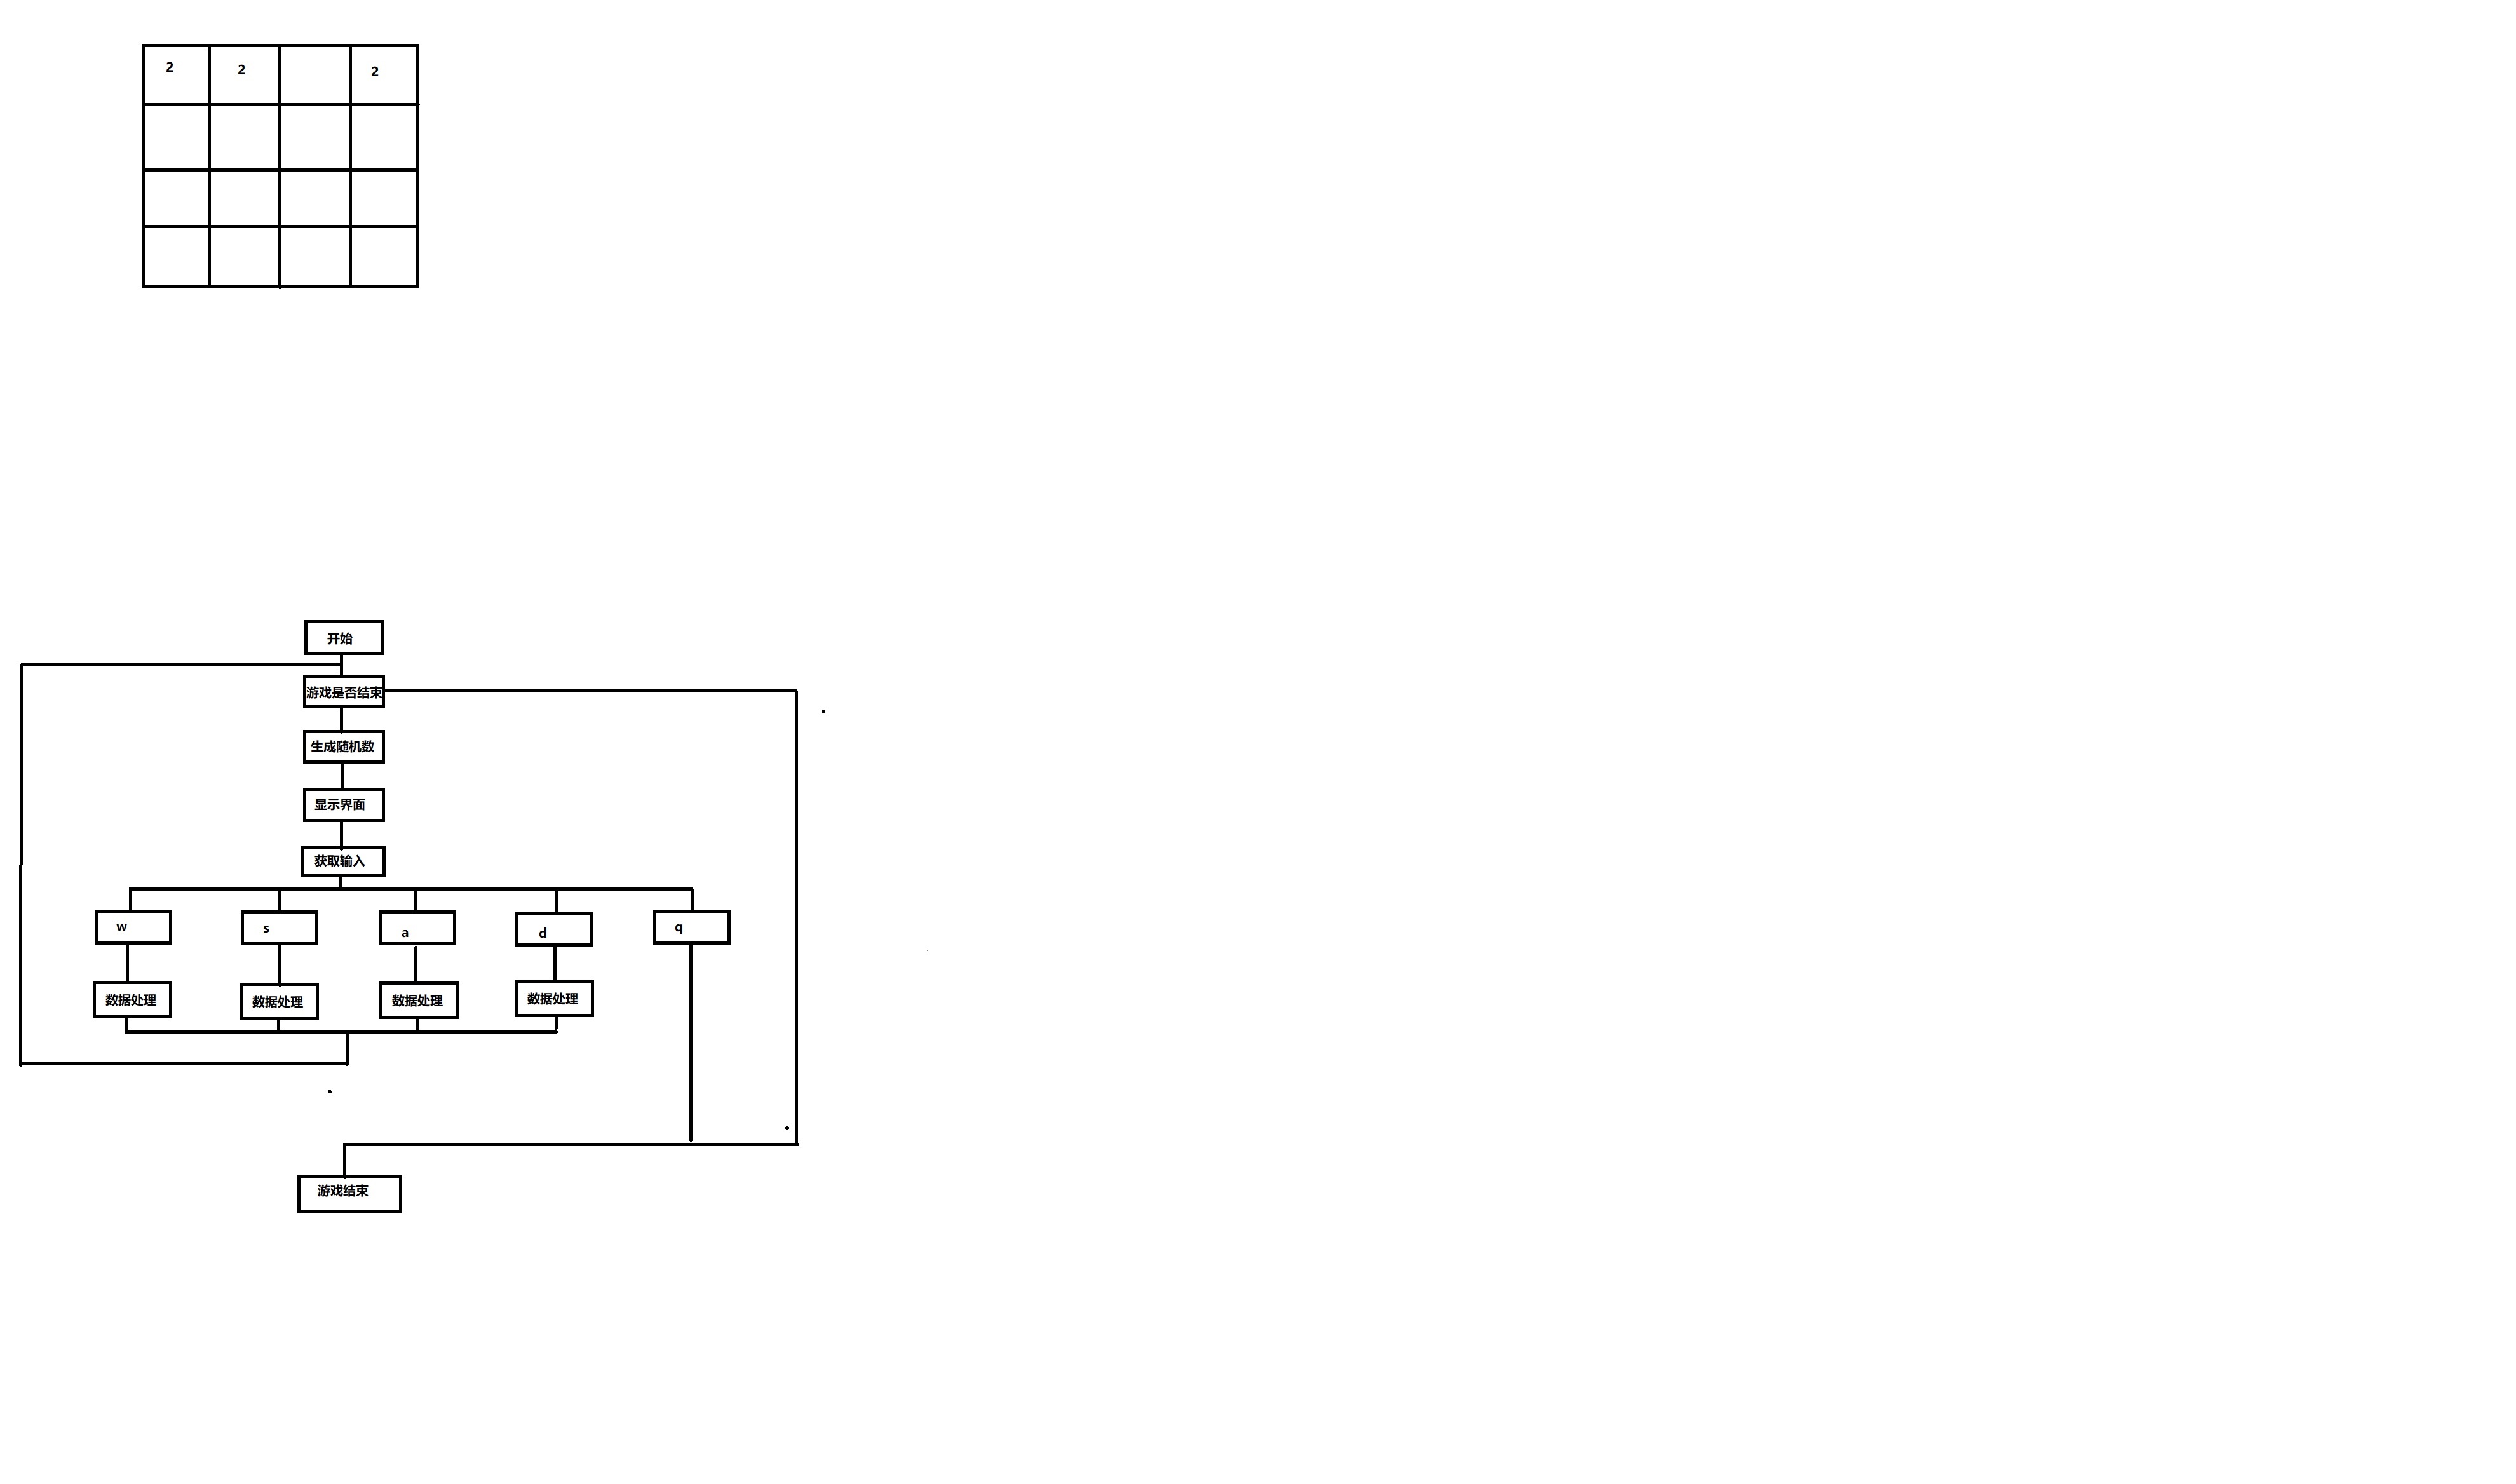 2 2 2
开始
游戏是否结束
生成随机数
显示界面
获取输入
w s a d q
数据处理 数据处理 数据处理 数据处理
游戏结束